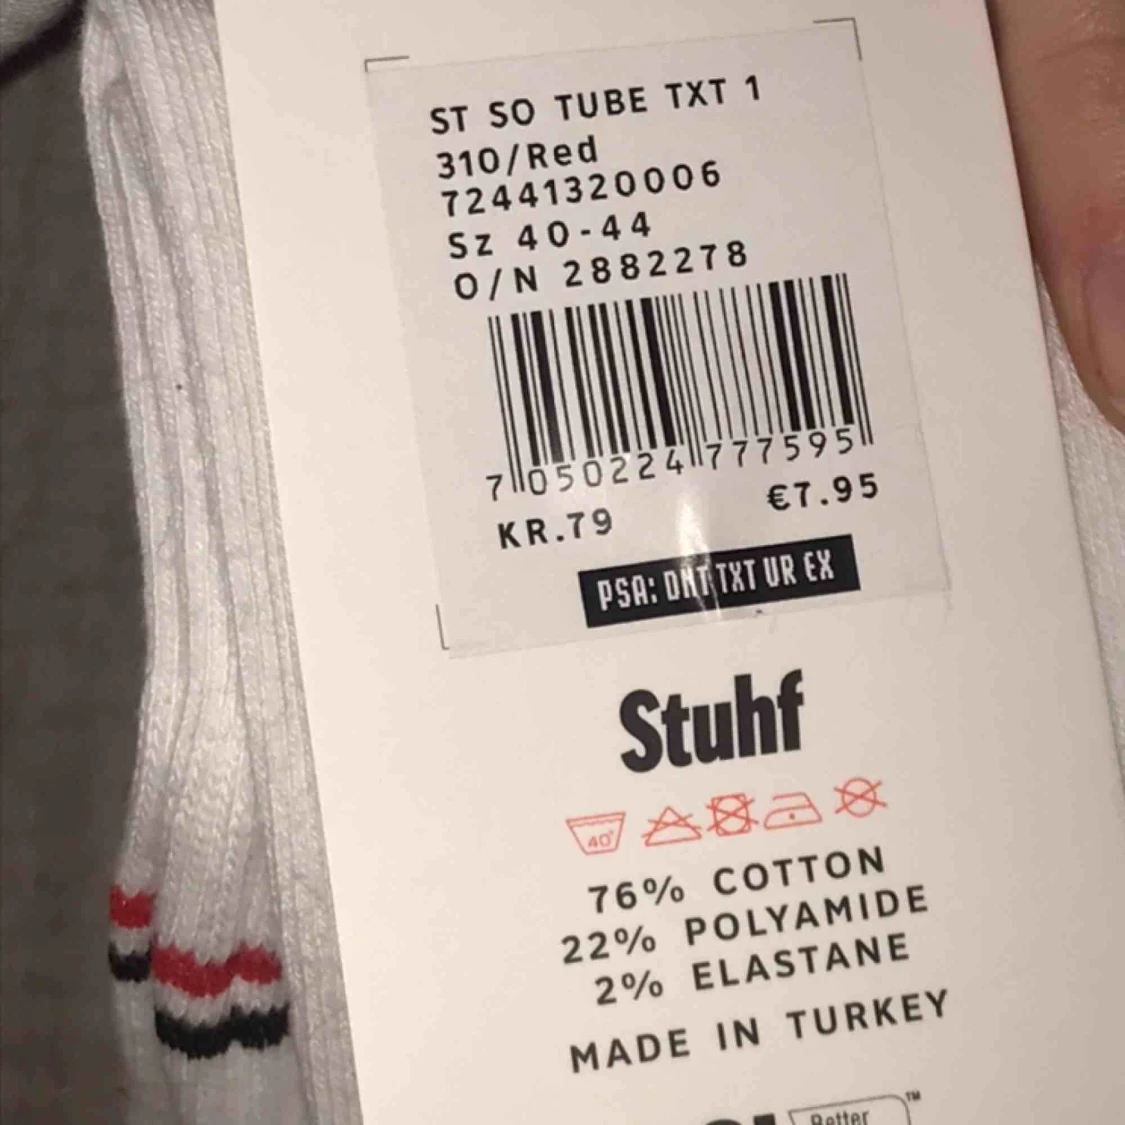 ST SO TUBE TXT 1
310/Red
72441320006
Sz 40-44
O/N 2882278
7 050224 777595
KR.79 €7.95
PSA: DNT TXT UR EX
Stuhf
40°
76% COTTON
22% POLYAMIDE
2% ELASTANE
MADE IN TURKEY
Better
TM